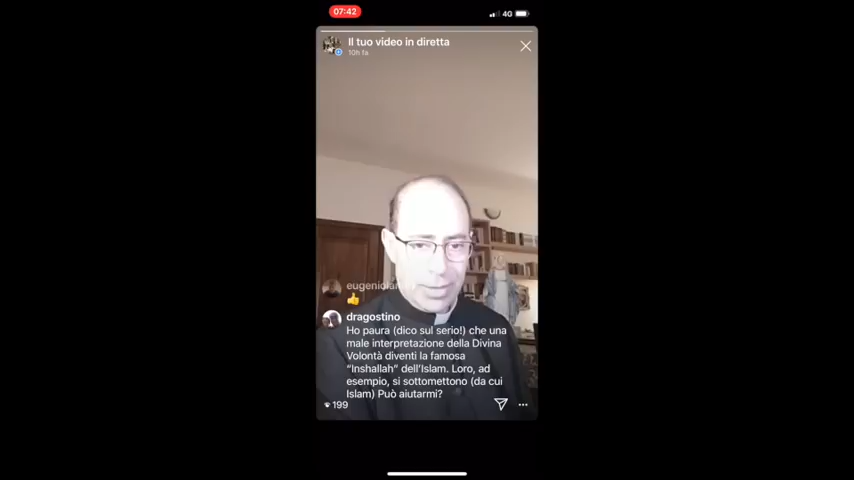 07:42
4G
Il tuo video in diretta
10h fa
dragostino
Ho paura (dico sul serio!) che una
male interpretazione della Divina
Volontà diventi la famosa
"Inshallah" dell'Islam. Loro, ad
esempio, si sottomettono (da cui
Islam) Può aiutarmi?
199